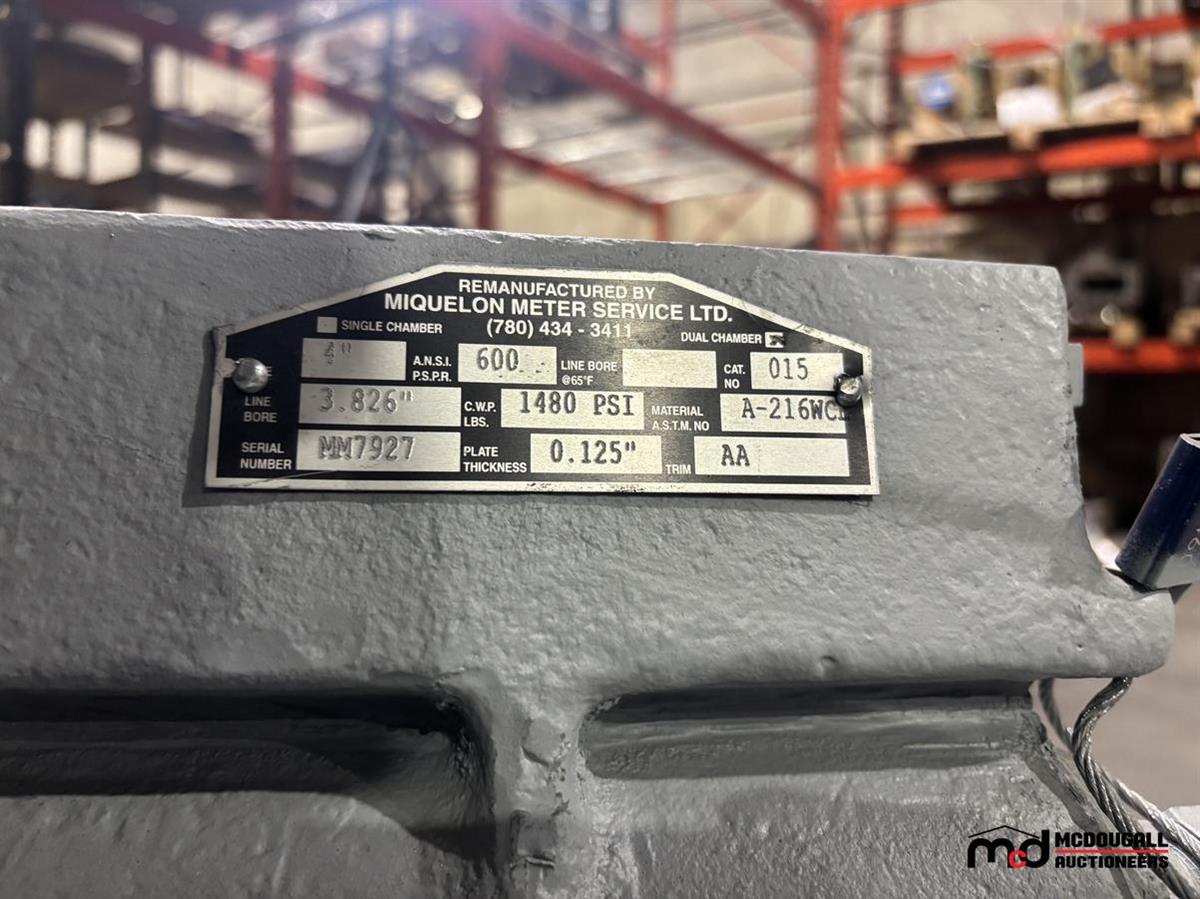 REMANUFACTURED BY
MIQUELON METER SERVICE LTD.
(780) 434 - 3411
SINGLE CHAMBER DUAL CHAMBER
4" A.N.S.I. P.S.P.R. 600 LINE BORE @65°F CAT. NO 015
LINE BORE 3.826" C.W.P. LBS. 1480 PSI MATERIAL A.S.T.M. NO A-216WCB
SERIAL NUMBER MM7927 PLATE THICKNESS 0.125" TRIM AA
mcd MCDOUGALL
AUCTIONEERS